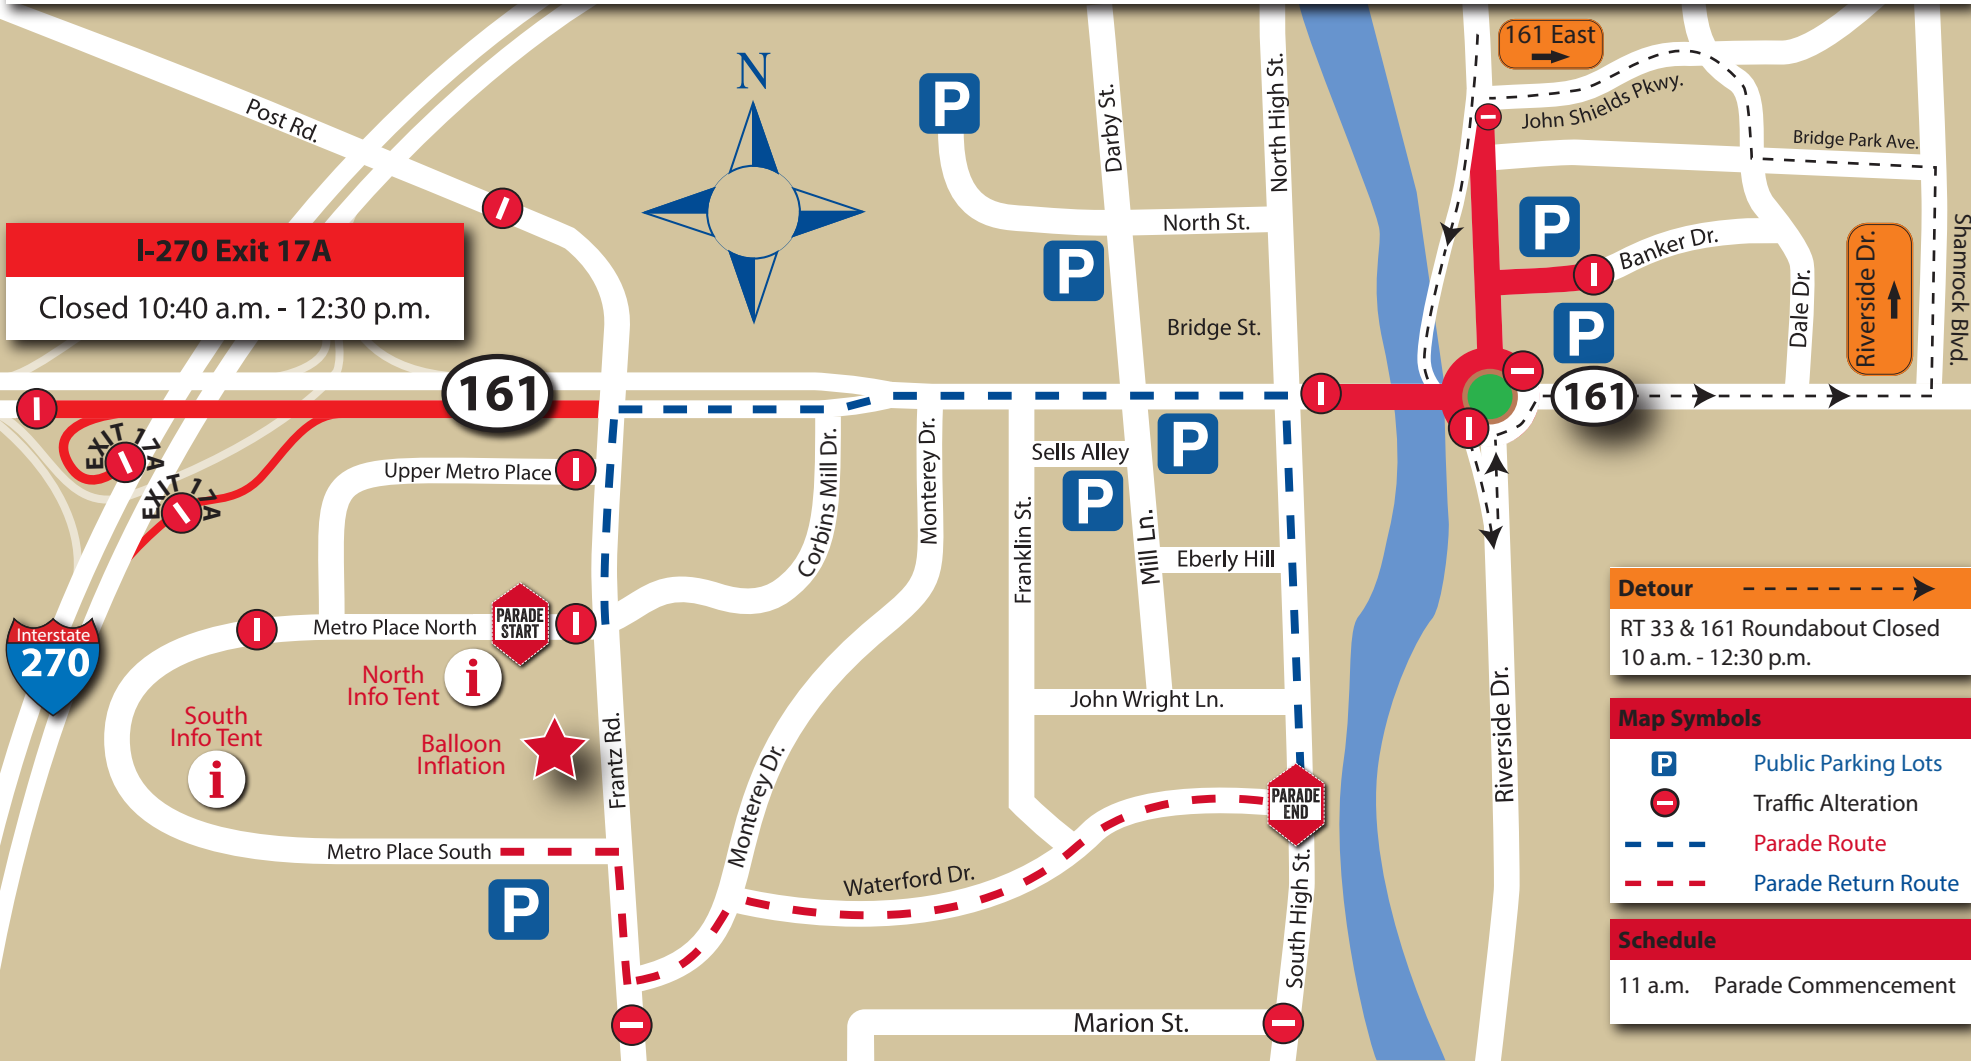 N
161 East
Post Rd.
P
Darby St.
North High St.
John Shields Pkwy.
Bridge Park Ave.
I-270 Exit 17A
Closed 10:40 a.m. - 12:30 p.m.
North St.
P
P
Banker Dr.
Riverside Dr.
Shamrock Blvd.
Dale Dr.
Bridge St.
P
161
161
EXIT 17A
EXIT 17A
Upper Metro Place
Corbins Mill Dr.
Monterey Dr.
Sells Alley
P
P
Franklin St.
Mill Ln.
Eberly Hill
Interstate
270
Metro Place North
PARADE
START
North
Info Tent
i
South
Info Tent
i
Balloon
Inflation
Frantz Rd.
Monterey Dr.
John Wright Ln.
Riverside Dr.
PARADE
END
Metro Place South
P
Waterford Dr.
South High St.
Marion St.
Detour
RT 33 & 161 Roundabout Closed
10 a.m. - 12:30 p.m.
Map Symbols
P Public Parking Lots
Traffic Alteration
Parade Route
Parade Return Route
Schedule
11 a.m. Parade Commencement